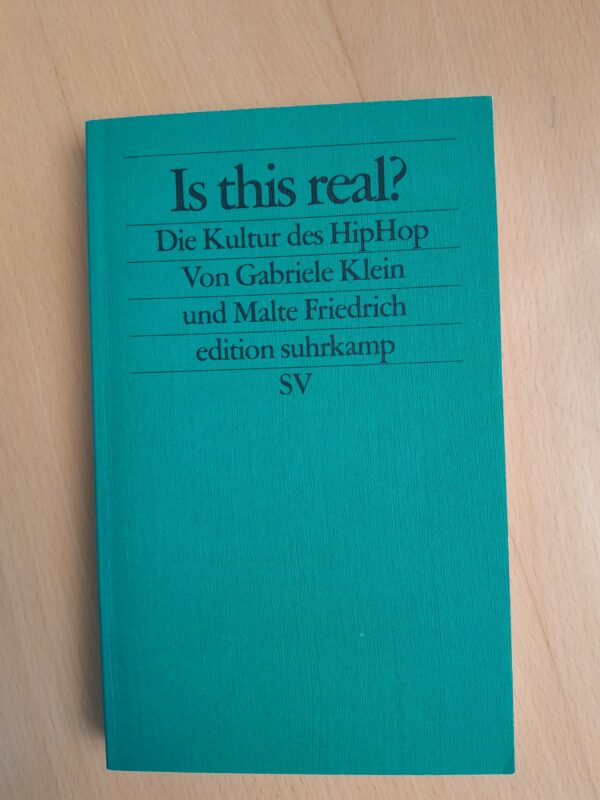 Is this real?
Die Kultur des HipHop
Von Gabriele Klein
und Malte Friedrich
edition suhrkamp
SV